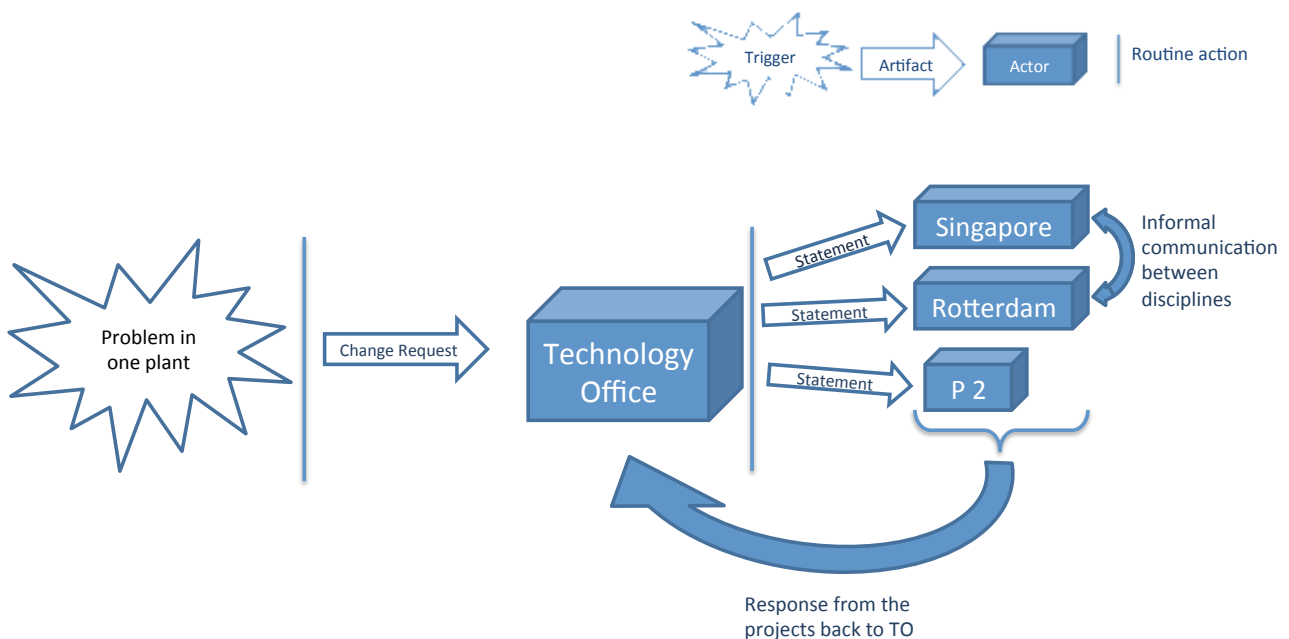 Trigger
Artifact
Actor
Routine action
Problem in
one plant
Change Request
Technology
Office
Statement
Singapore
Statement
Rotterdam
Statement
P 2
Informal
communication
between
disciplines
Response from the
projects back to TO